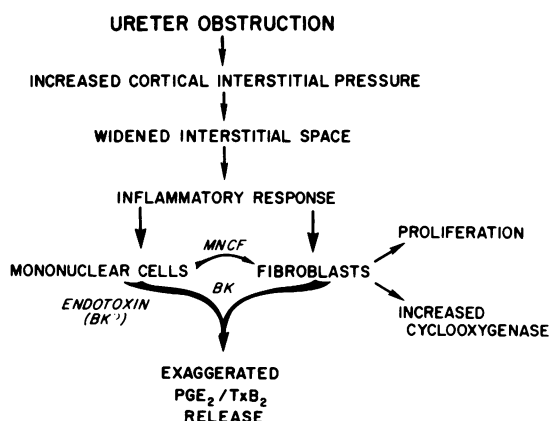 URETER OBSTRUCTION
INCREASED CORTICAL INTERSTITIAL PRESSURE
WIDENED INTERSTITIAL SPACE
INFLAMMATORY RESPONSE
MNCF
PROLIFERATION
MONONUCLEAR CELLS
FIBROBLASTS
BK
ENDOTOXIN
(BK?)
INCREASED
CYCLOOXYGENASE
EXAGGERATED
PGE₂/TxB₂
RELEASE